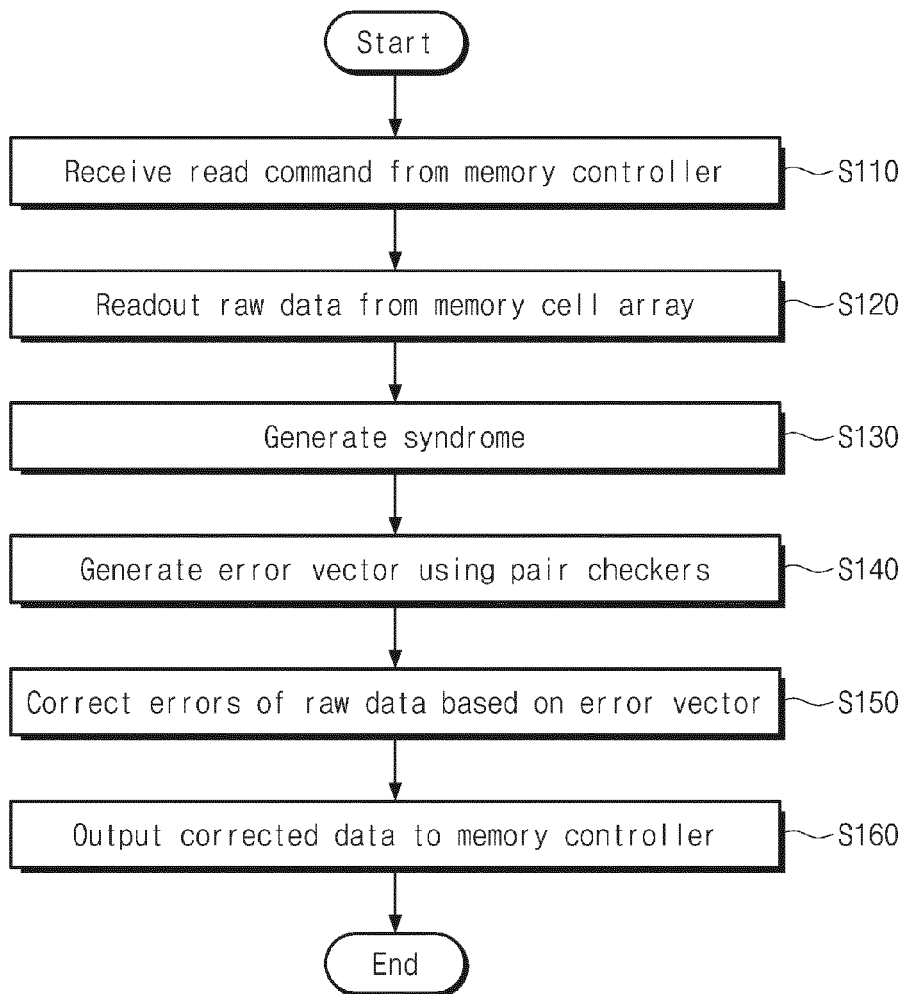 Start
Receive read command from memory controller
S110
Readout raw data from memory cell array
S120
Generate syndrome
S130
Generate error vector using pair checkers
S140
Correct errors of raw data based on error vector
S150
Output corrected data to memory controller
S160
End